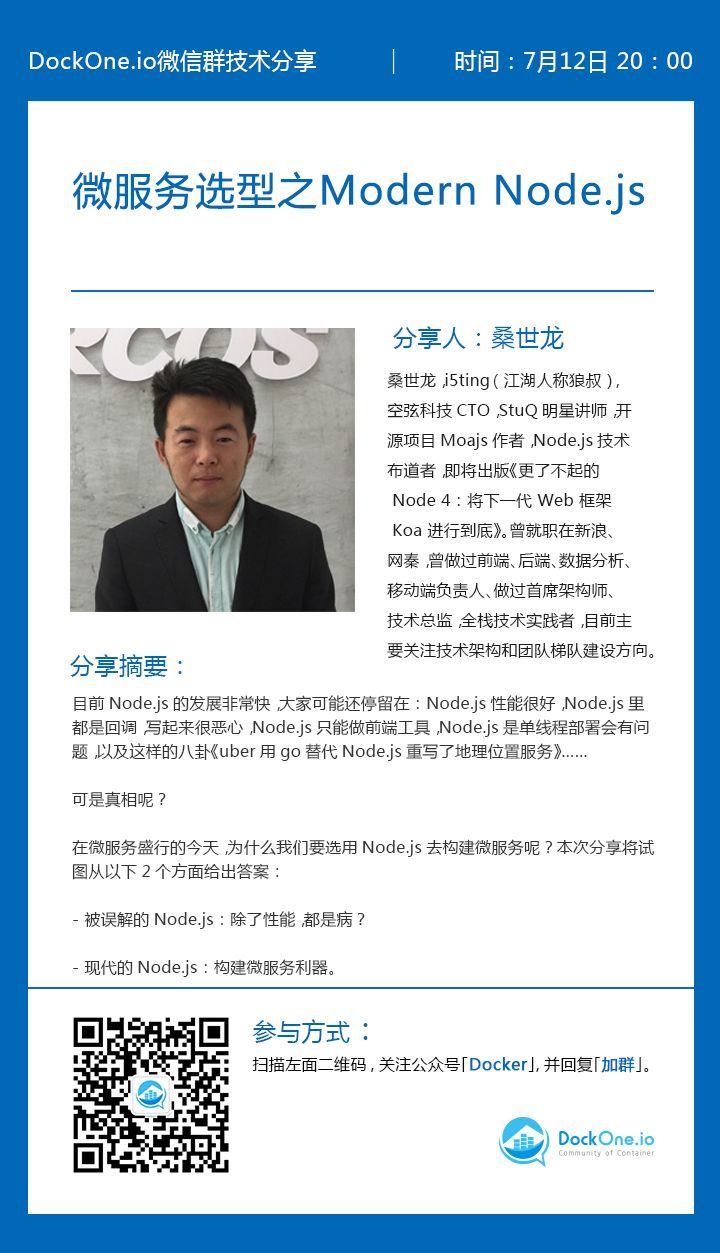 DockOne.io微信群技术分享
时间：7月12日 20：00
微服务选型之Modern Node.js
RCOS
分享人：桑世龙
桑世龙，i5ting（江湖人称狼叔），
空弦科技 CTO，StuQ 明星讲师，开
源项目 Moajs 作者，Node.js 技术
布道者，即将出版《更了不起的
Node 4：将下一代 Web 框架
Koa 进行到底》。曾就职在新浪、
网秦，曾做过前端、后端、数据分析、
移动端负责人、做过首席架构师、
技术总监，全栈技术实践者，目前主
要关注技术架构和团队梯队建设方向。
分享摘要：
目前 Node.js 的发展非常快，大家可能还停留在：Node.js 性能很好，Node.js 里
都是回调，写起来很恶心，Node.js 只能做前端工具，Node.js 是单线程部署会有问
题，以及这样的八卦《uber 用 go 替代 Node.js 重写了地理位置服务》……
可是真相呢？
在微服务盛行的今天，为什么我们要选用 Node.js 去构建微服务呢？本次分享将试
图从以下 2 个方面给出答案：
- 被误解的 Node.js：除了性能，都是病？
- 现代的 Node.js：构建微服务利器。
参与方式：
扫描左面二维码，关注公众号「Docker」，并回复「加群」。
DockOne.io
Community of Container